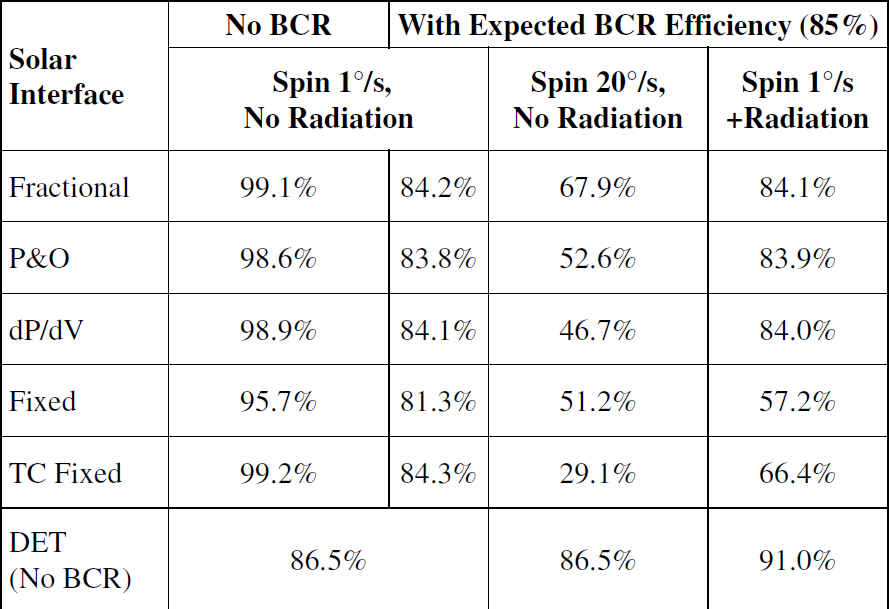 Solar Interface
No BCR
With Expected BCR Efficiency (85%)
Spin 1°/s,
No Radiation
Spin 20°/s,
No Radiation
Spin 1°/s
+Radiation
Fractional 99.1% 84.2% 67.9% 84.1%
P&O 98.6% 83.8% 52.6% 83.9%
dP/dV 98.9% 84.1% 46.7% 84.0%
Fixed 95.7% 81.3% 51.2% 57.2%
TC Fixed 99.2% 84.3% 29.1% 66.4%
DET
(No BCR)
86.5% 86.5% 91.0%